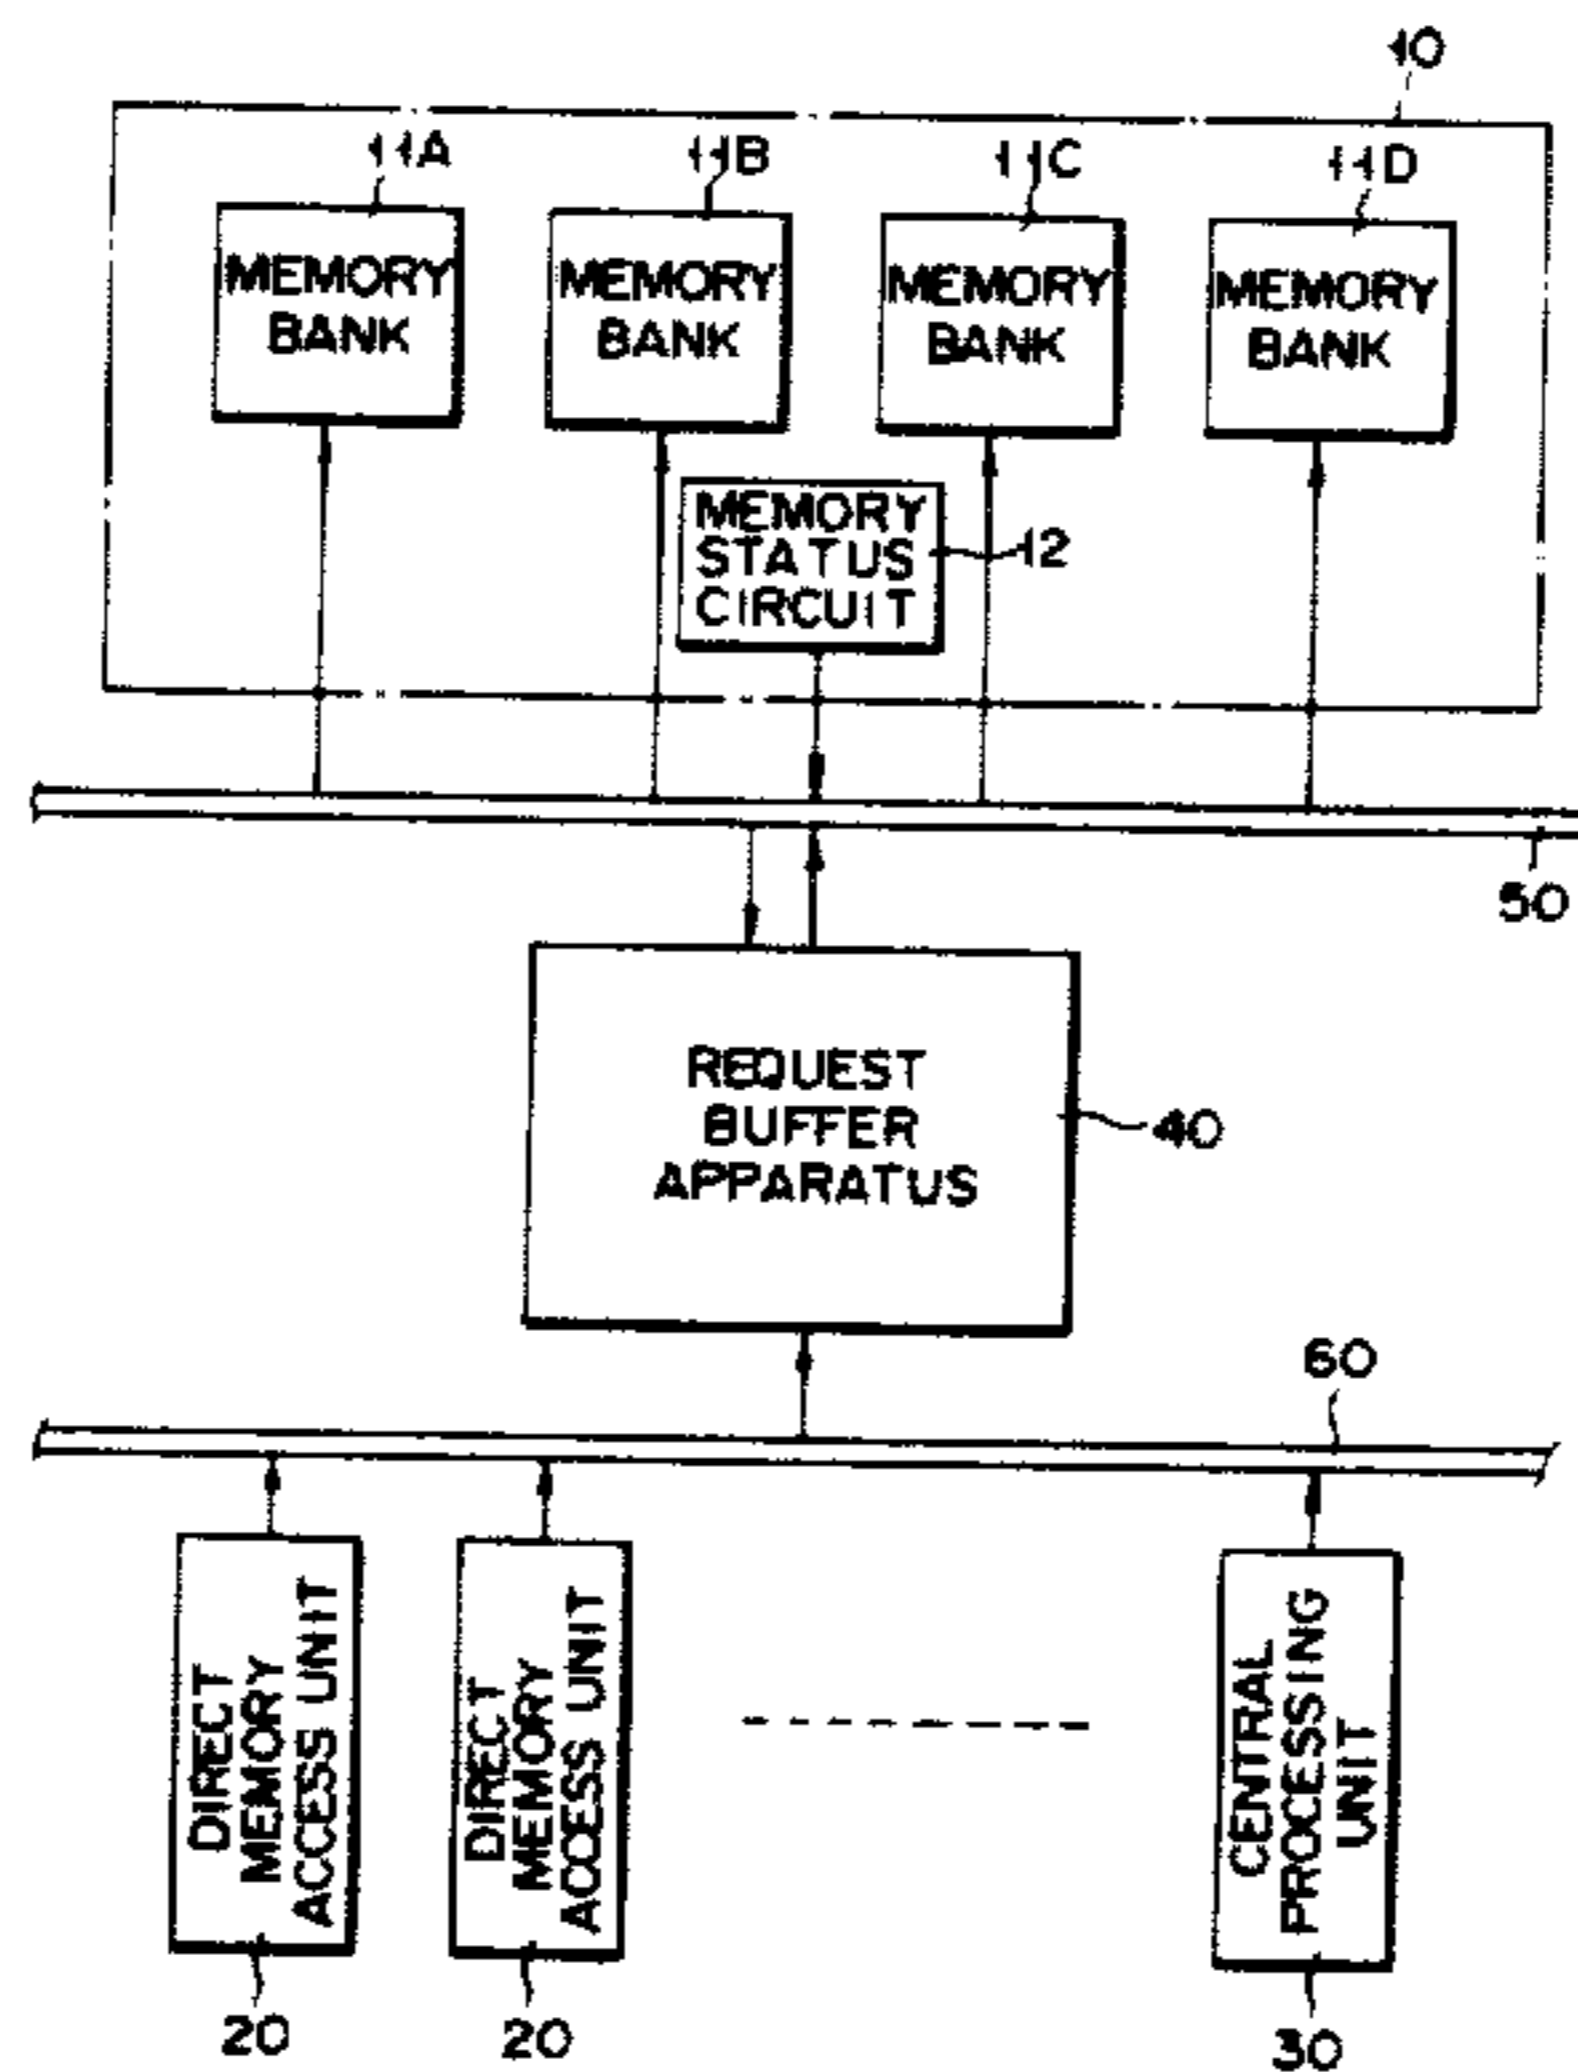 10
11A
11B
11C
11D
MEMORY
BANK
MEMORY
BANK
MEMORY
BANK
MEMORY
BANK
MEMORY
STATUS
CIRCUIT
12
50
REQUEST
BUFFER
APPARATUS
40
60
DIRECT
MEMORY
ACCESS UNIT
DIRECT
MEMORY
ACCESS UNIT
CENTRAL
PROCESSING
UNIT
20
20
30